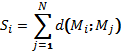 $S_i = \sum_{j=1}^{N} d(M_i; M_j)$